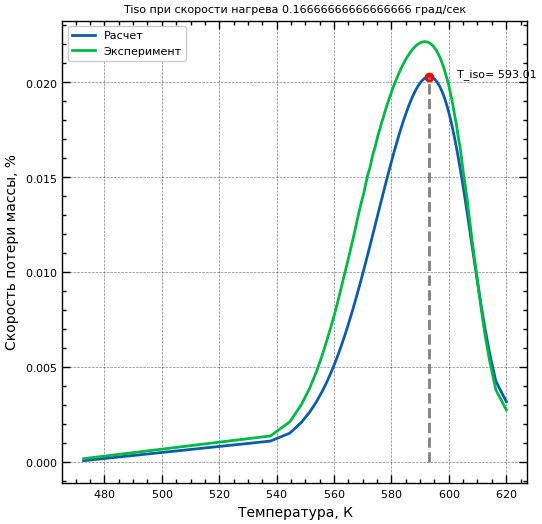 Tiso при скорости нагрева 0.16666666666666666 град/сек
Расчет
Эксперимент
T_iso= 593.01
Скорость потери массы, %
0.020
0.015
0.010
0.005
0.000
480 500 520 540 560 580 600 620
Температура, К